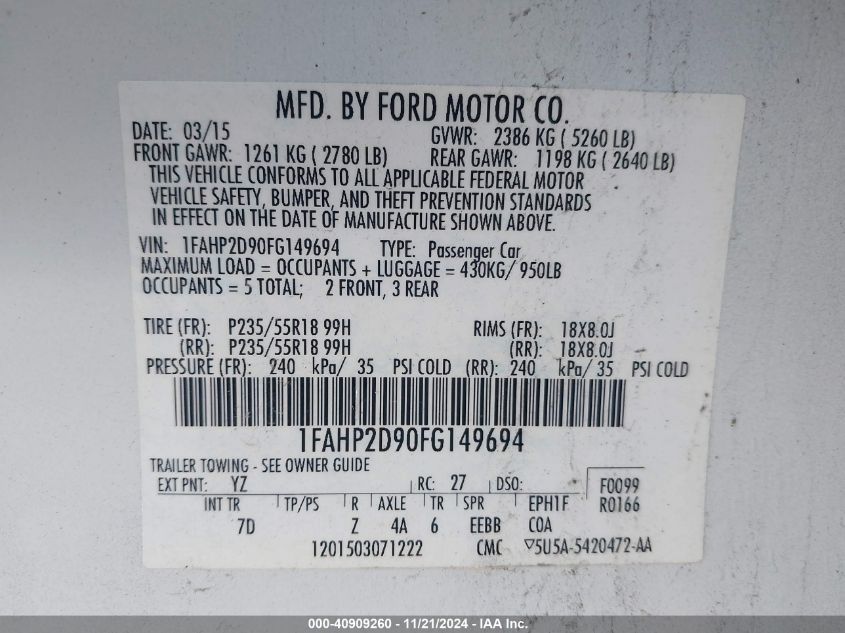 MFD. BY FORD MOTOR CO.
DATE: 03/15 GVWR: 2386 KG ( 5260 LB)
FRONT GAWR: 1261 KG ( 2780 LB) REAR GAWR: 1198 KG ( 2640 LB)
THIS VEHICLE CONFORMS TO ALL APPLICABLE FEDERAL MOTOR
VEHICLE SAFETY, BUMPER, AND THEFT PREVENTION STANDARDS
IN EFFECT ON THE DATE OF MANUFACTURE SHOWN ABOVE.
VIN: 1FAHP2D90FG149694 TYPE: Passenger Car
MAXIMUM LOAD = OCCUPANTS + LUGGAGE = 430KG/ 950LB
OCCUPANTS = 5 TOTAL; 2 FRONT, 3 REAR
TIRE (FR): P235/55R18 99H RIMS (FR): 18X8.0J
(RR): P235/55R18 99H (RR): 18X8.0J
PRESSURE (FR): 240 kPa/ 35 PSI COLD (RR): 240 kPa/ 35 PSI COLD
1FAHP2D90FG149694
TRAILER TOWING - SEE OWNER GUIDE
EXT PNT: YZ RC: 27 DSO: F0099
INT TR TP/PS R AXLE TR SPR EPH1F R0166
7D Z 4A 6 EEBB C0A
1201503071222 CMC ▽5U5A-5420472-AA
000-40909260 - 11/21/2024 - IAA Inc.